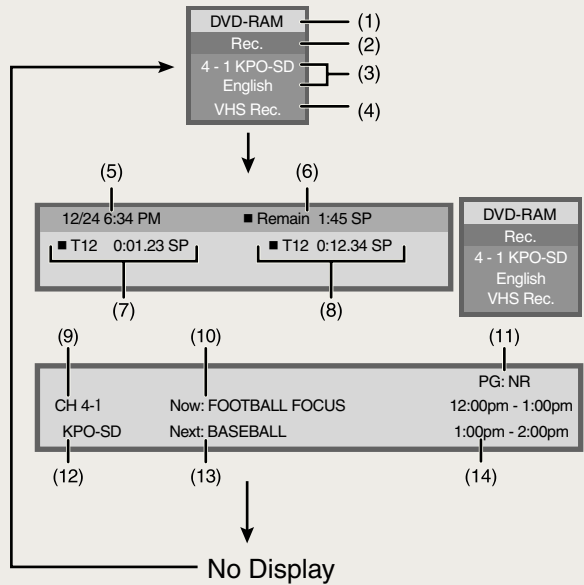 DVD-RAM (1)
Rec. (2)
4 - 1 KPO-SD (3)
English
VHS Rec. (4)
(5) (6)
12/24 6:34 PM ■ Remain 1:45 SP
■ T12 0:01.23 SP ■ T12 0:12.34 SP
(7) (8)
DVD-RAM
Rec.
4 - 1 KPO-SD
English
VHS Rec.
(9) (10) (11)
PG: NR
CH 4-1 Now: FOOTBALL FOCUS 12:00pm - 1:00pm
KPO-SD Next: BASEBALL 1:00pm - 2:00pm
(12) (13) (14)
No Display